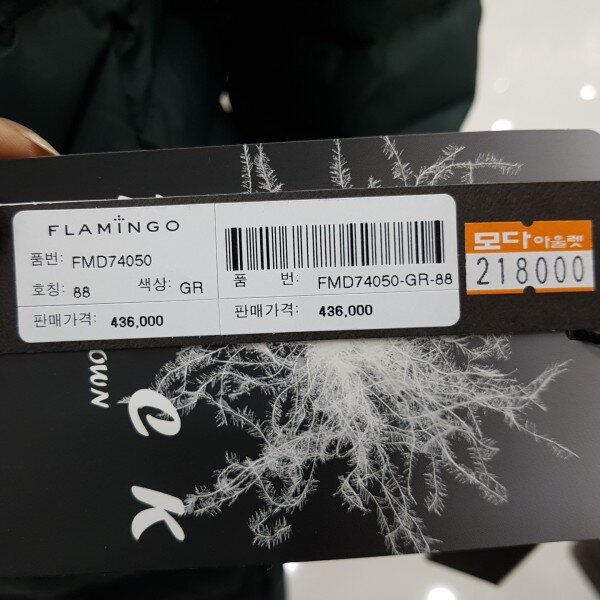 FLAMINGO
품번: FMD74050
호칭: 88 색상: GR
판매가격: 436,000
품 번: FMD74050-GR-88
판매가격: 436,000
모다아울렛
218000
OWN
e k